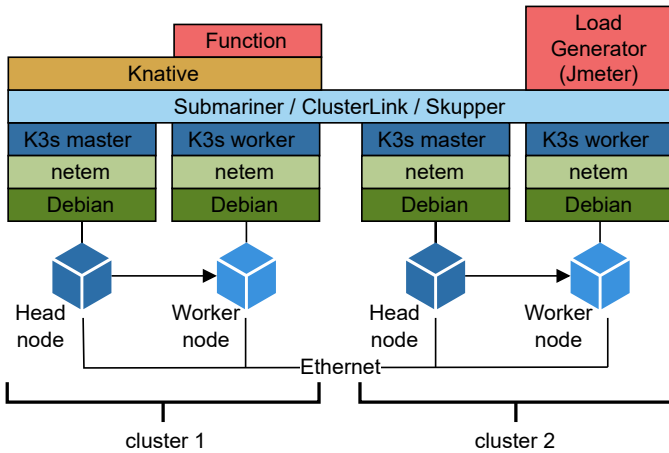 Function
Load
Generator
(Jmeter)
Knative
Submariner / ClusterLink / Skupper
K3s master
K3s worker
K3s master
K3s worker
netem
netem
netem
netem
Debian
Debian
Debian
Debian
Head
node
Worker
node
Head
node
Worker
node
Ethernet
cluster 1
cluster 2